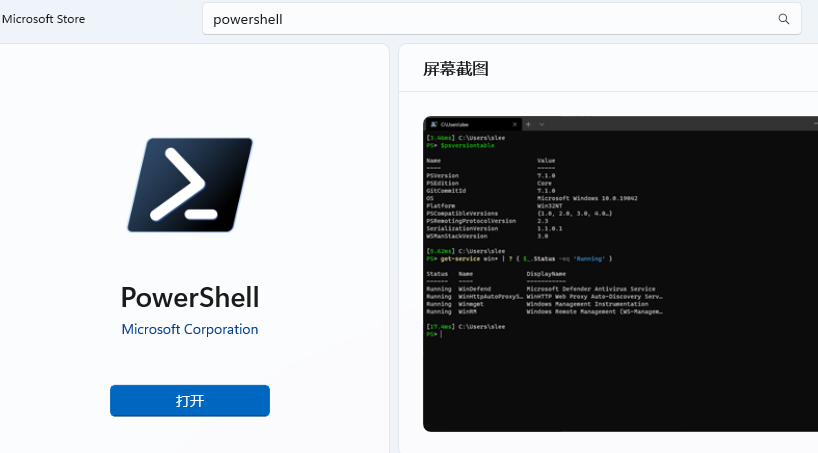 Microsoft Store
powershell
屏幕截图
C:\Users\slee
[3.46ms] C:\Users\slee
PS> $psversiontable
Name Value
---- -----
PSVersion 7.1.0
PSEdition Core
GitCommitId 7.1.0
OS Microsoft Windows 10.0.19042
Platform Win32NT
PSCompatibleVersions {1.0, 2.0, 3.0, 4.0…}
PSRemotingProtocolVersion 2.3
SerializationVersion 1.1.0.1
WSManStackVersion 3.0
[5.62ms] C:\Users\slee
PS> get-service win* | ? { $_.Status -eq 'Running' }
Status Name DisplayName
------ ---- -----------
Running WinDefend Microsoft Defender Antivirus Service
Running WinHttpAutoProxyS… WinHTTP Web Proxy Auto-Discovery Serv…
Running Winmgmt Windows Management Instrumentation
Running WinRM Windows Remote Management (WS-Managem…
[17.4ms] C:\Users\slee
PS>
PowerShell
Microsoft Corporation
打开